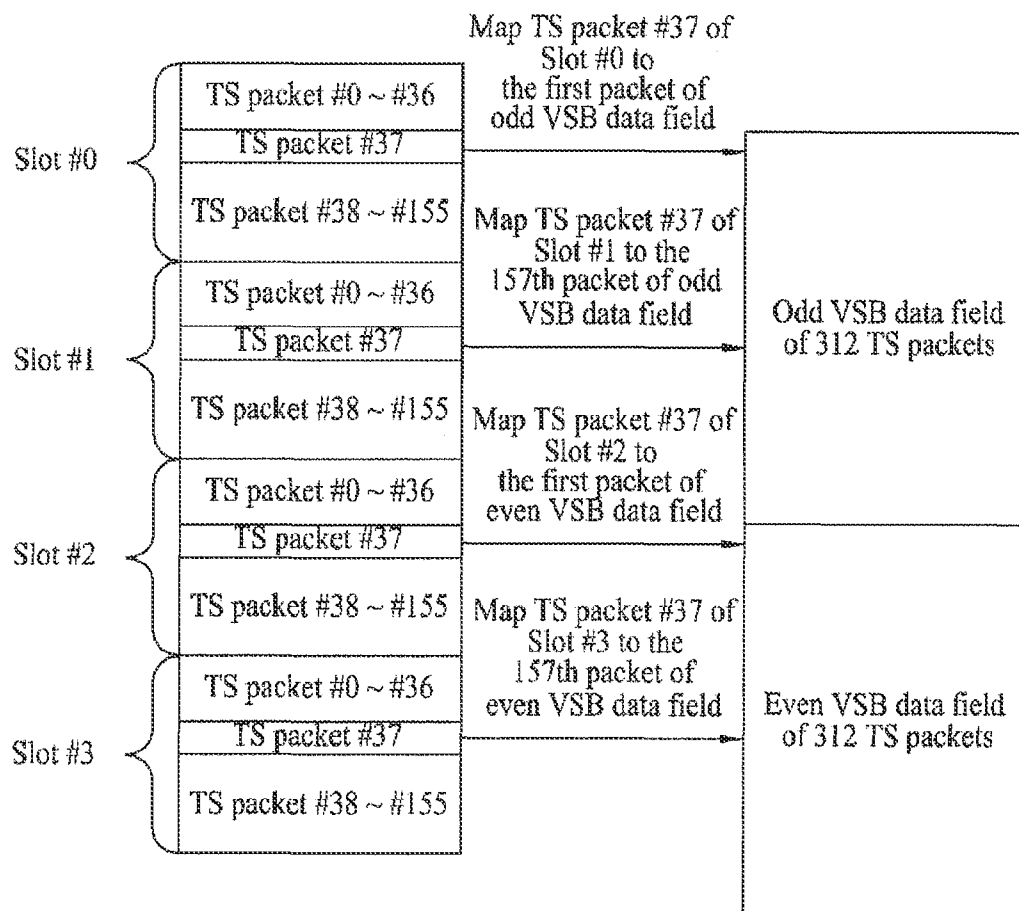 Slot #0
TS packet #0 ~ #36
TS packet #37
TS packet #38 ~ #155
Slot #1
TS packet #0 ~ #36
TS packet #37
TS packet #38 ~ #155
Slot #2
TS packet #0 ~ #36
TS packet #37
TS packet #38 ~ #155
Slot #3
TS packet #0 ~ #36
TS packet #37
TS packet #38 ~ #155
Map TS packet #37 of
Slot #0 to
the first packet of
odd VSB data field
Map TS packet #37 of
Slot #1 to the
157th packet of odd
VSB data field
Map TS packet #37 of
Slot #2 to
the first packet of
even VSB data field
Map TS packet #37 of
Slot #3 to the
157th packet of
even VSB data field
Odd VSB data field
of 312 TS packets
Even VSB data field
of 312 TS packets